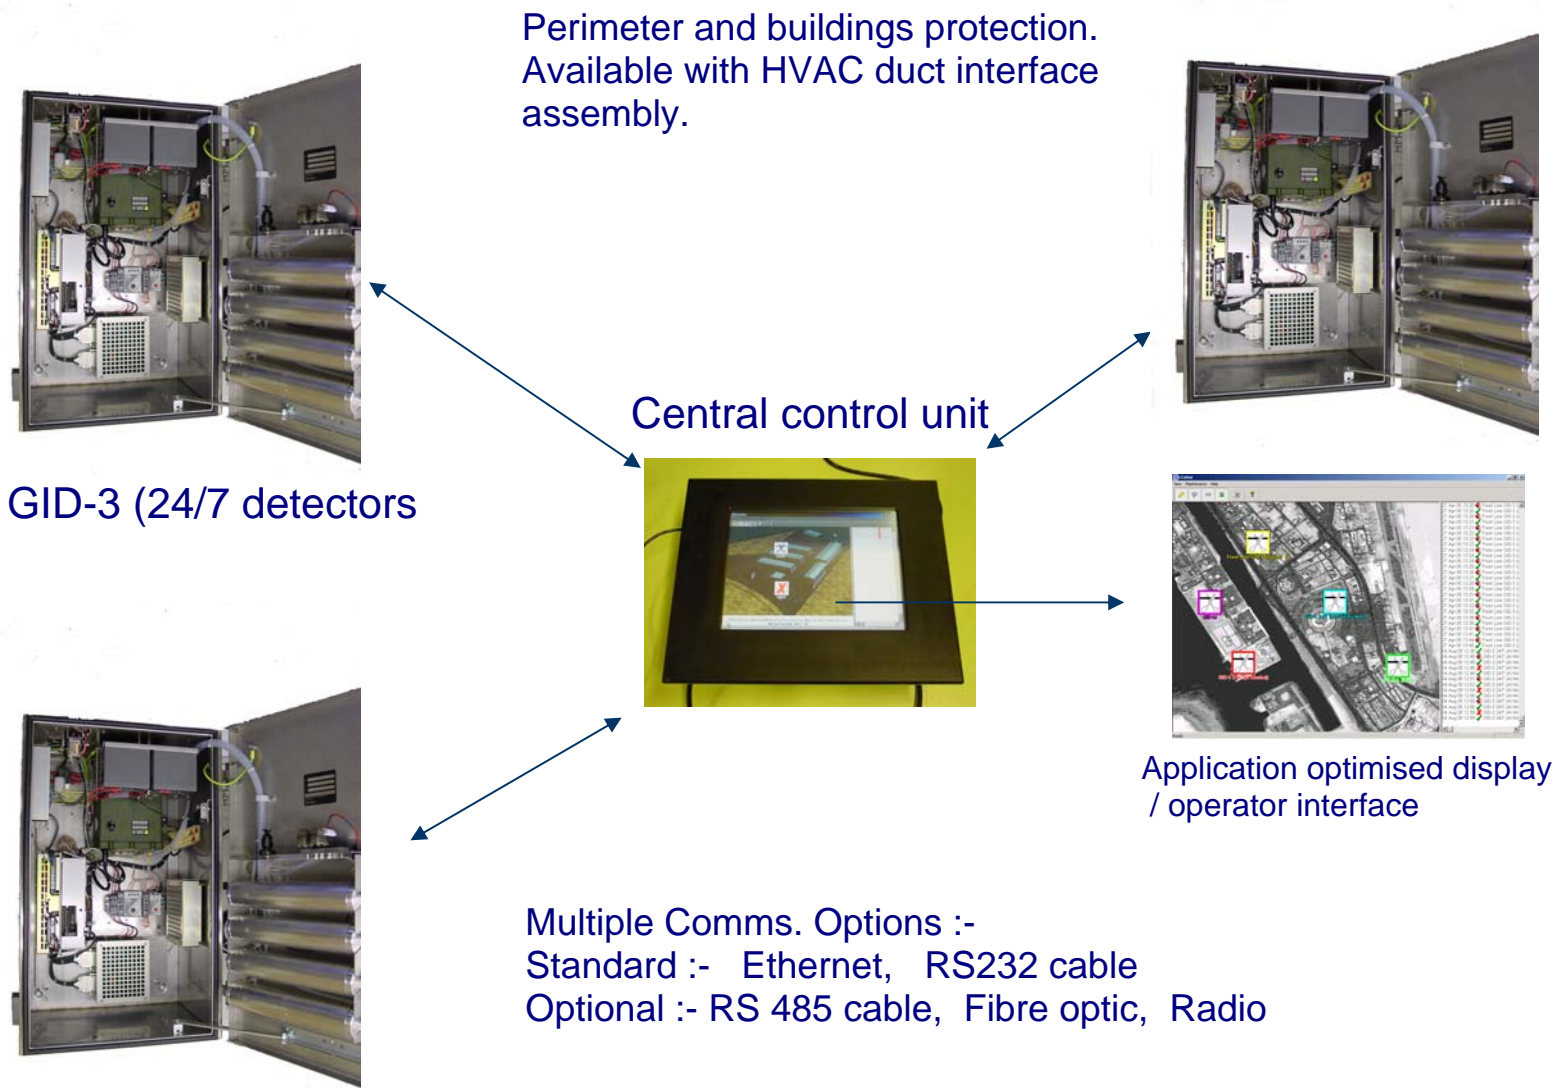 Perimeter and buildings protection.
Available with HVAC duct interface
assembly.
Central control unit
GID-3 (24/7 detectors
Application optimised display
/ operator interface
Multiple Comms. Options :-
Standard :- Ethernet, RS232 cable
Optional :- RS 485 cable, Fibre optic, Radio